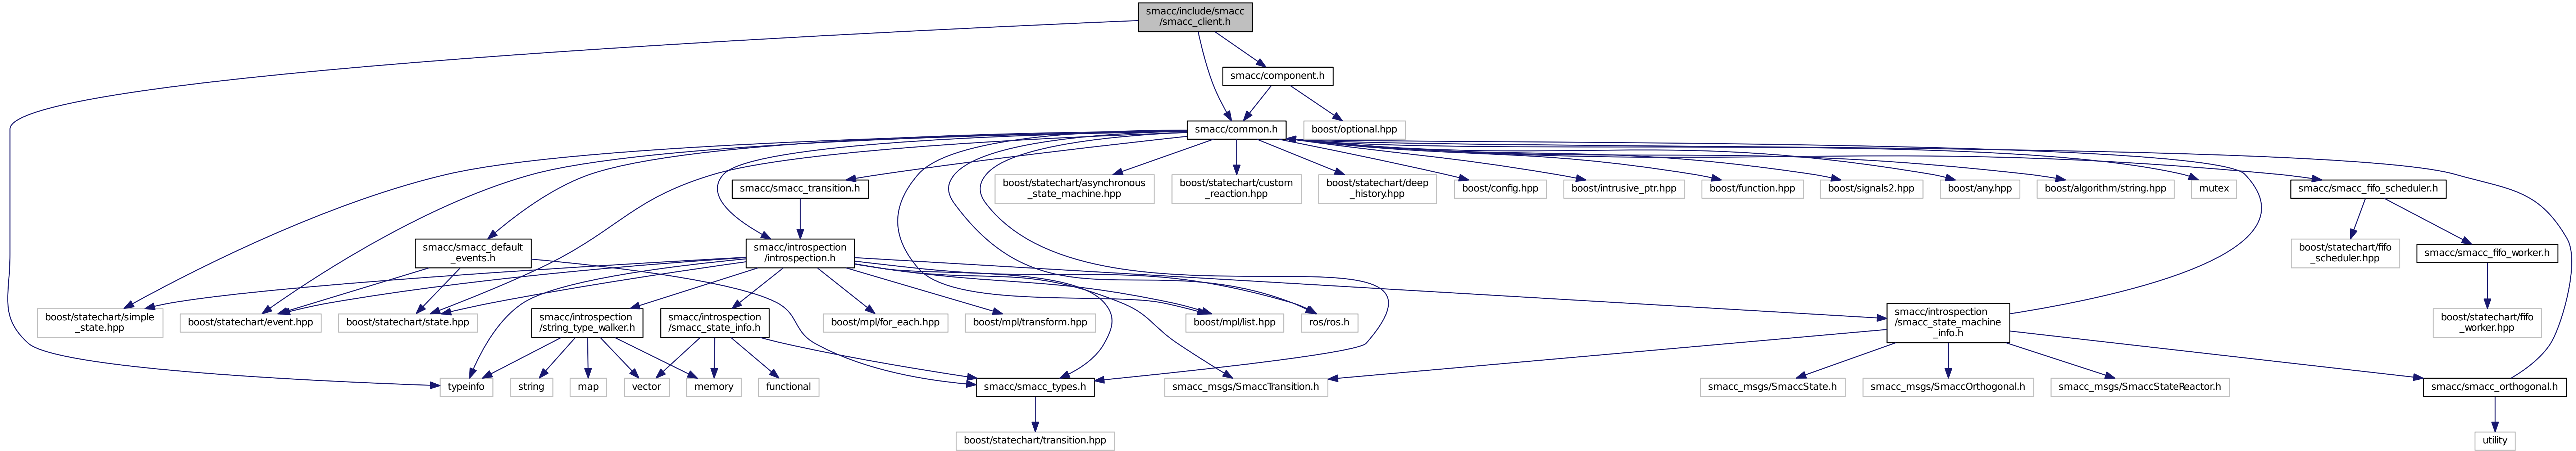 smacc/include/smacc
/smacc_client.h
smacc/component.h
smacc/common.h
boost/optional.hpp
smacc/smacc_transition.h
boost/statechart/asynchronous
_state_machine.hpp
boost/statechart/custom
_reaction.hpp
boost/statechart/deep
_history.hpp
boost/config.hpp
boost/intrusive_ptr.hpp
boost/function.hpp
boost/signals2.hpp
boost/any.hpp
boost/algorithm/string.hpp
mutex
smacc/smacc_fifo_scheduler.h
smacc/smacc_default
_events.h
smacc/introspection
/introspection.h
boost/statechart/fifo
_scheduler.hpp
smacc/smacc_fifo_worker.h
boost/statechart/simple
_state.hpp
boost/statechart/event.hpp
boost/statechart/state.hpp
smacc/introspection
/string_type_walker.h
smacc/introspection
/smacc_state_info.h
boost/mpl/for_each.hpp
boost/mpl/transform.hpp
boost/mpl/list.hpp
ros/ros.h
smacc/introspection
/smacc_state_machine
_info.h
boost/statechart/fifo
_worker.hpp
typeinfo
string
map
vector
memory
functional
smacc/smacc_types.h
smacc_msgs/SmaccTransition.h
smacc_msgs/SmaccState.h
smacc_msgs/SmaccOrthogonal.h
smacc_msgs/SmaccStateReactor.h
smacc/smacc_orthogonal.h
boost/statechart/transition.hpp
utility